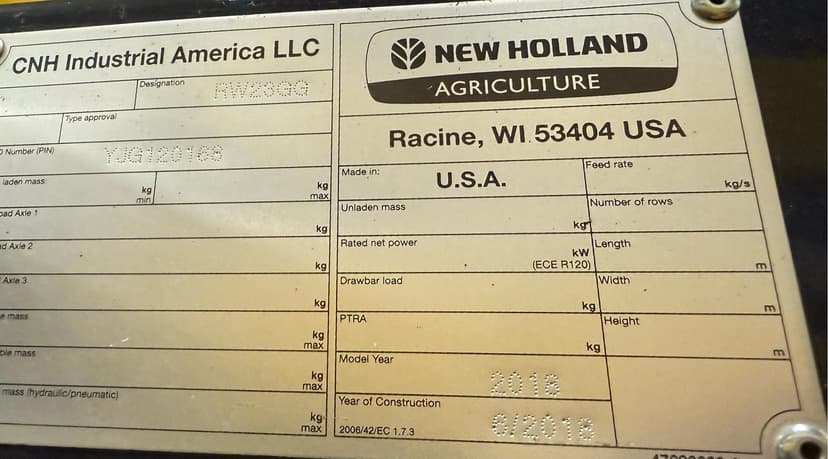 CNH Industrial America LLC
Designation RW23GG
Type approval
Number (PIN) YJG120168
laden mass
kg
min
kg
max
Axle 1
kg
Axle 2
kg
Axle 3
kg
mass
kg
max
mass
kg
max
mass (hydraulic/pneumatic)
kg
max
NEW HOLLAND
AGRICULTURE
Racine, WI 53404 USA
Made in:
U.S.A.
Feed rate
kg/s
Unladen mass
kg
Number of rows
Rated net power
kW
(ECE R120)
Length
m
Drawbar load
kg
Width
m
PTRA
kg
Height
m
Model Year
2018
Year of Construction
2006/42/EC 1.7.3
6/2018